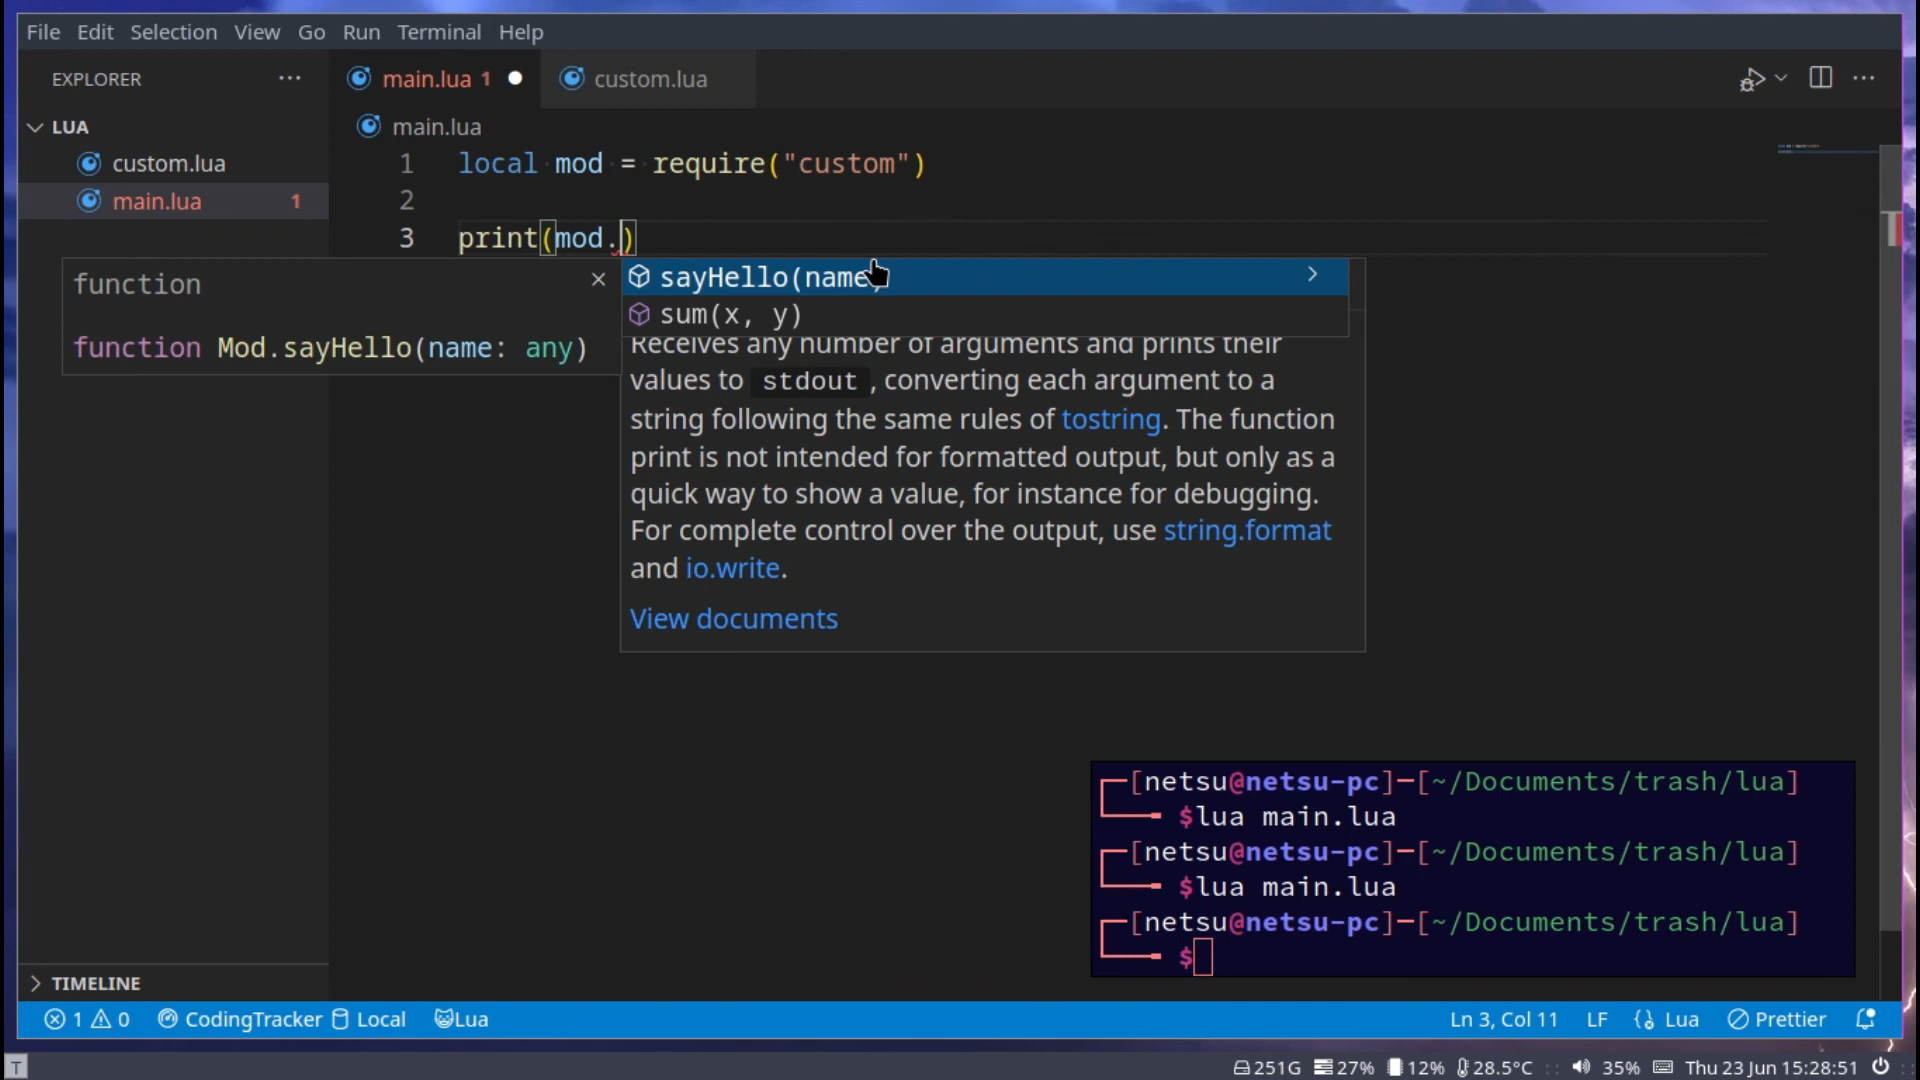 File Edit Selection View Go Run Terminal Help
EXPLORER ...
main.lua 1 custom.lua
LUA
custom.lua
main.lua 1
main.lua
1 local mod = require("custom")
2
3 print(mod.)
function
function Mod.sayHello(name: any)
sayHello(name)
sum(x, y)
Receives any number of arguments and prints their
values to stdout, converting each argument to a
string following the same rules of tostring. The function
print is not intended for formatted output, but only as a
quick way to show a value, for instance for debugging.
For complete control over the output, use string.format
and io.write.
View documents
[netsu@netsu-pc]-[~/Documents/trash/lua]
$lua main.lua
[netsu@netsu-pc]-[~/Documents/trash/lua]
$lua main.lua
[netsu@netsu-pc]-[~/Documents/trash/lua]
$
TIMELINE
1 0 CodingTracker Local Lua Ln 3, Col 11 LF Lua Prettier
T 251G 27% 12% 28.5°C 35% Thu 23 Jun 15:28:51